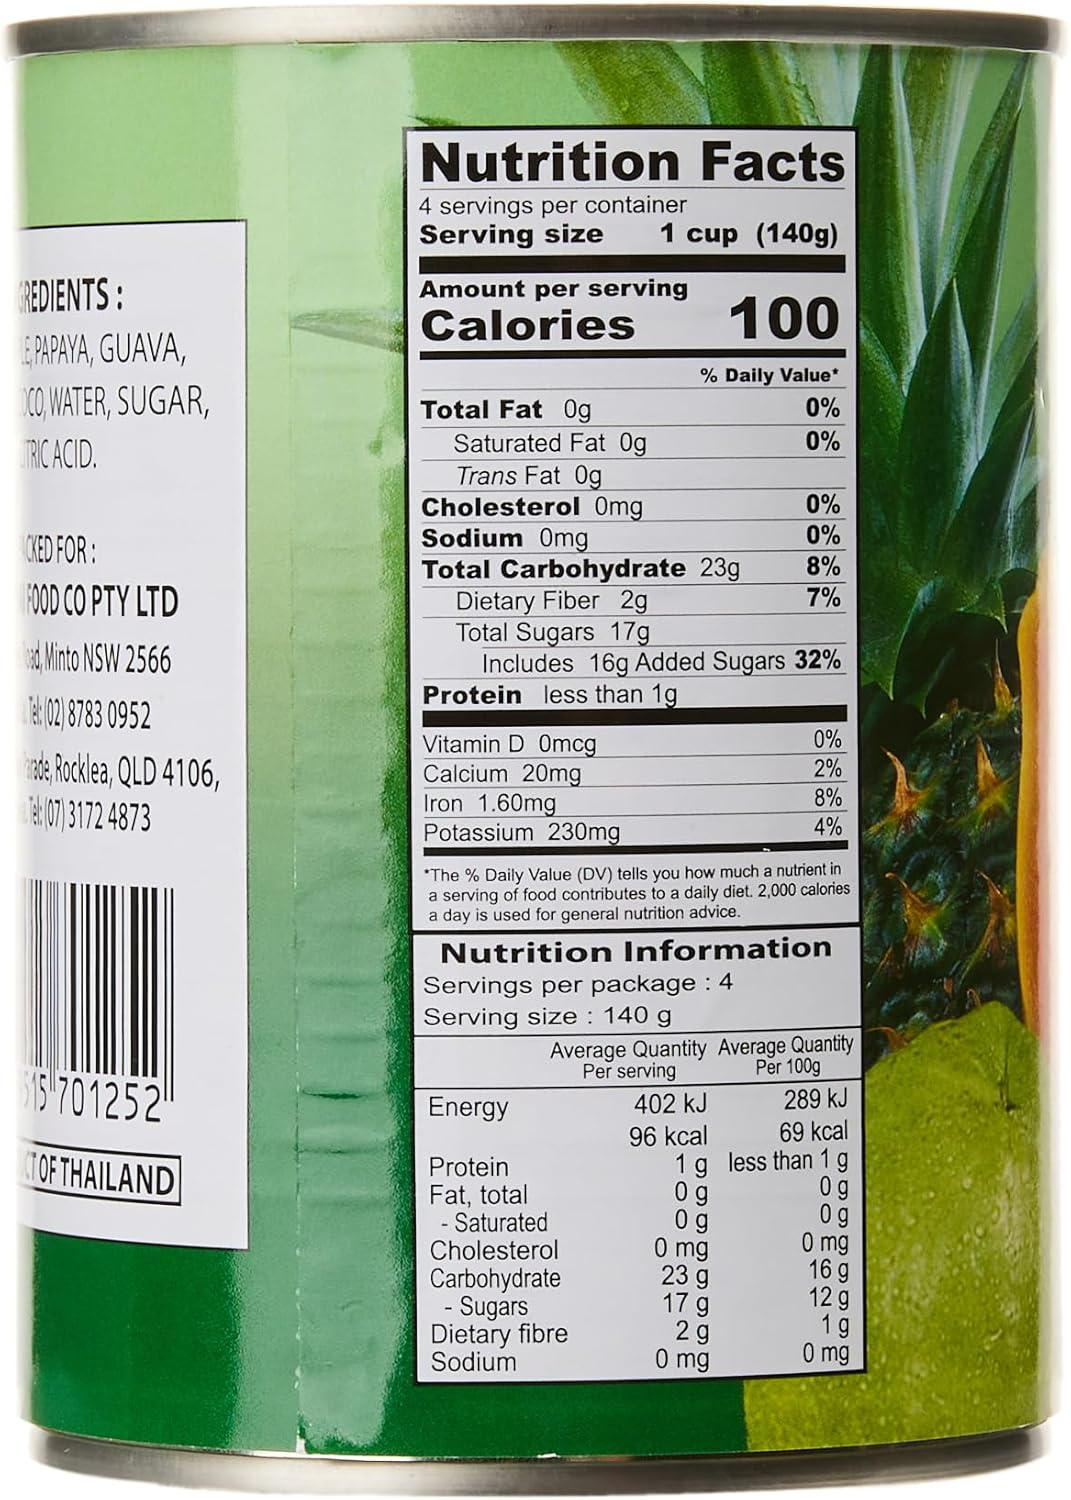 REDIENTS :
PAPAYA, GUAVA,
WATER, SUGAR,
ACID.
FOR :
FOOD CO PTY LTD
Minto NSW 2566
Tel: (02) 8783 0952
Rocklea, QLD 4106,
Tel: (07) 3172 4873
701252
OF THAILAND
Nutrition Facts
4 servings per container
Serving size 1 cup (140g)
Amount per serving
Calories 100
% Daily Value*
Total Fat 0g 0%
Saturated Fat 0g 0%
Trans Fat 0g
Cholesterol 0mg 0%
Sodium 0mg 0%
Total Carbohydrate 23g 8%
Dietary Fiber 2g 7%
Total Sugars 17g
Includes 16g Added Sugars 32%
Protein less than 1g
Vitamin D 0mcg 0%
Calcium 20mg 2%
Iron 1.60mg 8%
Potassium 230mg 4%
*The % Daily Value (DV) tells you how much a nutrient in
a serving of food contributes to a daily diet. 2,000 calories
a day is used for general nutrition advice.
Nutrition Information
Servings per package : 4
Serving size : 140 g
Average Quantity Average Quantity
Per serving Per 100g
Energy 402 kJ 289 kJ
96 kcal 69 kcal
Protein 1 g less than 1 g
Fat, total 0 g 0 g
- Saturated 0 g 0 g
Cholesterol 0 mg 0 mg
Carbohydrate 23 g 16 g
- Sugars 17 g 12 g
Dietary fibre 2 g 1 g
Sodium 0 mg 0 mg